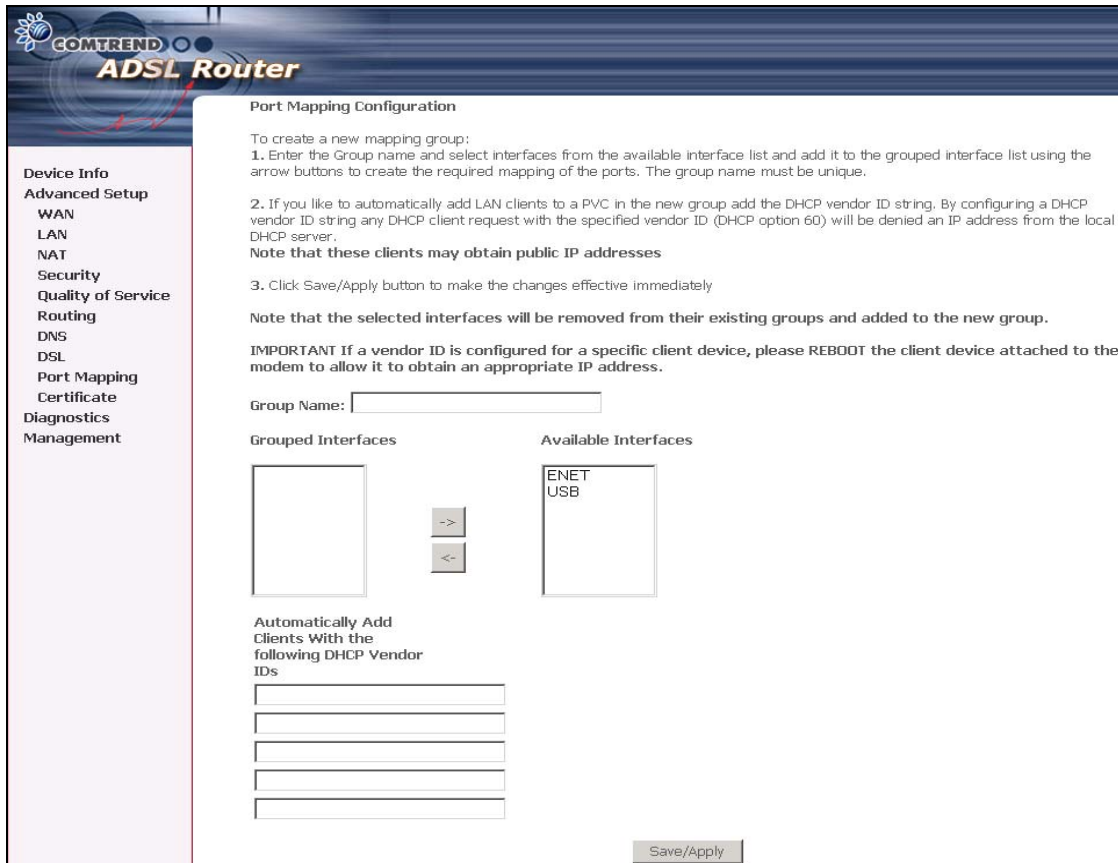 COMTREND
ADSL Router
Device Info
Advanced Setup
WAN
LAN
NAT
Security
Quality of Service
Routing
DNS
DSL
Port Mapping
Certificate
Diagnostics
Management
Port Mapping Configuration
To create a new mapping group:
1. Enter the Group name and select interfaces from the available interface list and add it to the grouped interface list using the
arrow buttons to create the required mapping of the ports. The group name must be unique.
2. If you like to automatically add LAN clients to a PVC in the new group add the DHCP vendor ID string. By configuring a DHCP
vendor ID string any DHCP client request with the specified vendor ID (DHCP option 60) will be denied an IP address from the local
DHCP server.
Note that these clients may obtain public IP addresses
3. Click Save/Apply button to make the changes effective immediately
Note that the selected interfaces will be removed from their existing groups and added to the new group.
IMPORTANT If a vendor ID is configured for a specific client device, please REBOOT the client device attached to the
modem to allow it to obtain an appropriate IP address.
Group Name:
Grouped Interfaces
Available Interfaces
ENET
USB
->
<-
Automatically Add
Clients With the
following DHCP Vendor
IDs
Save/Apply